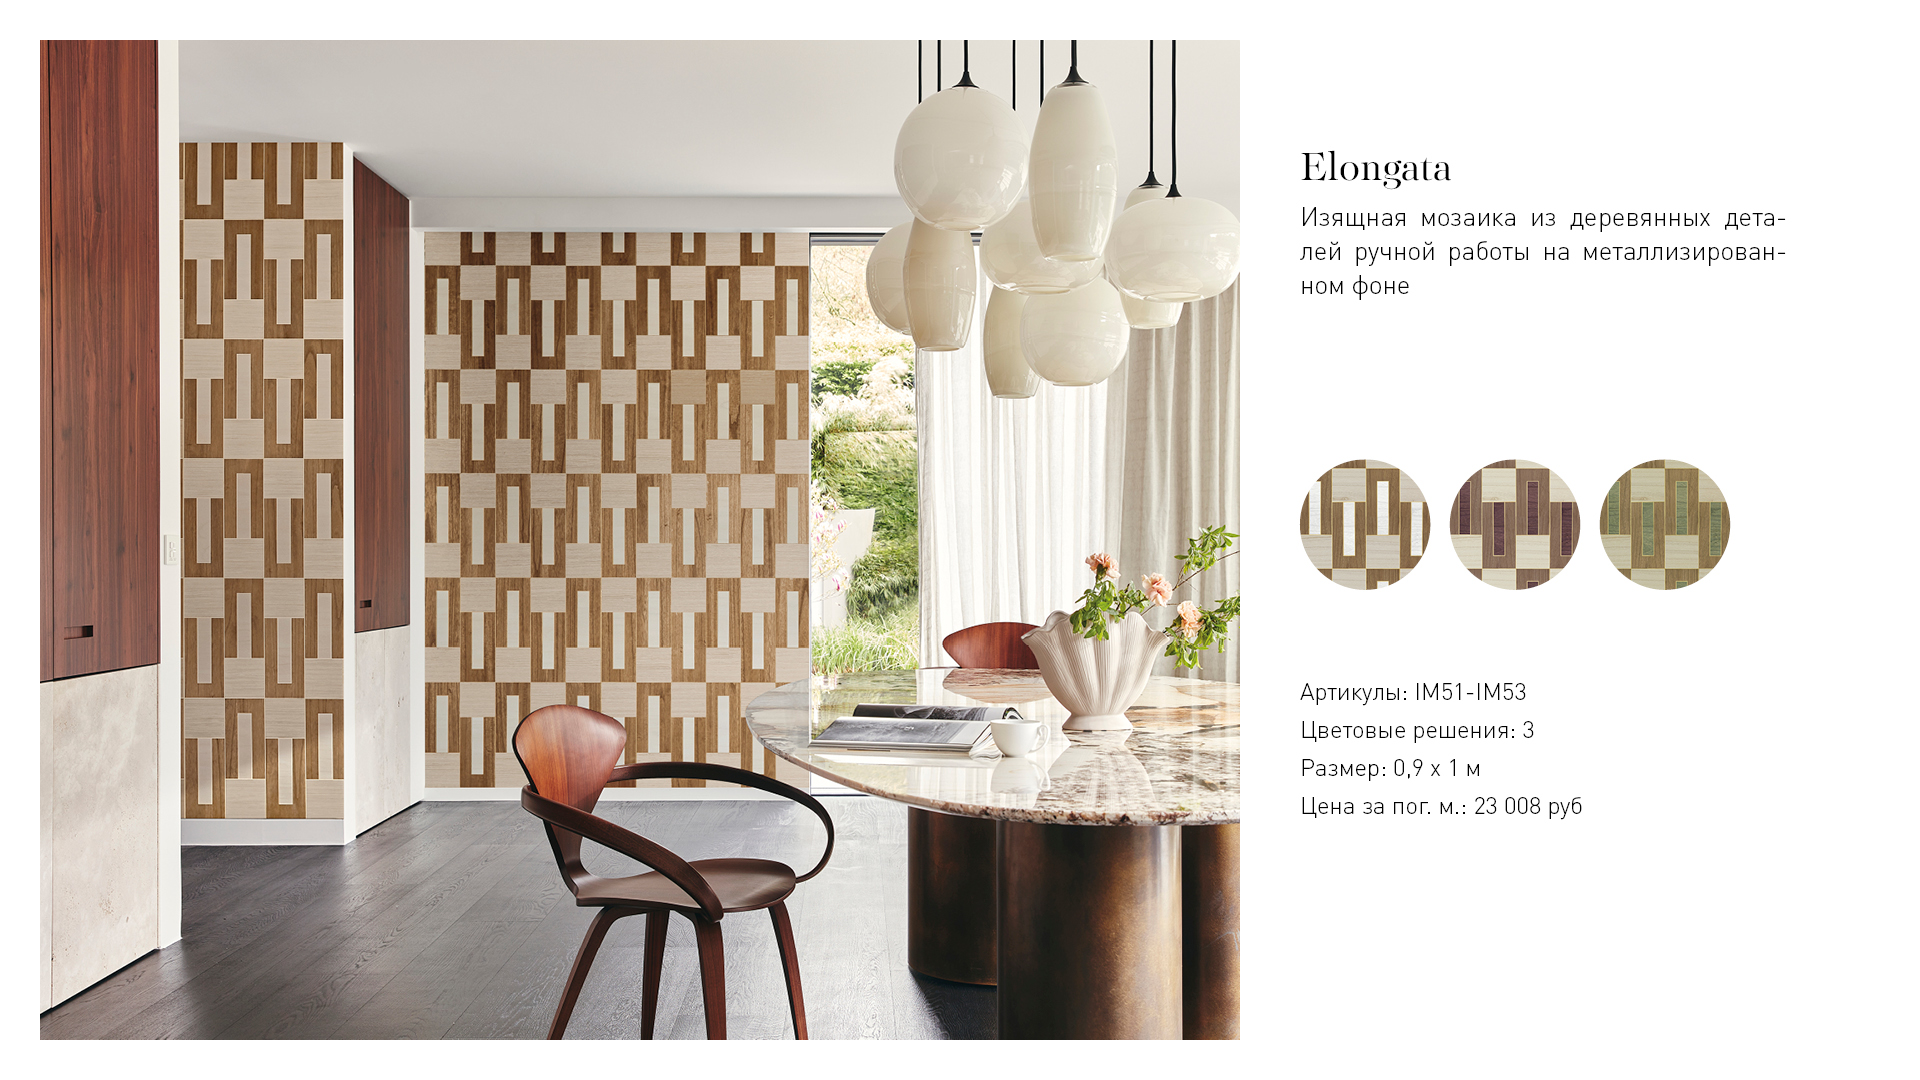 Elongata
Изящная мозаика из деревянных дета-
лей ручной работы на металлизирован-
ном фоне
Артикулы: IM51-IM53
Цветовые решения: 3
Размер: 0,9 х 1 м
Цена за пог. м.: 23 008 руб